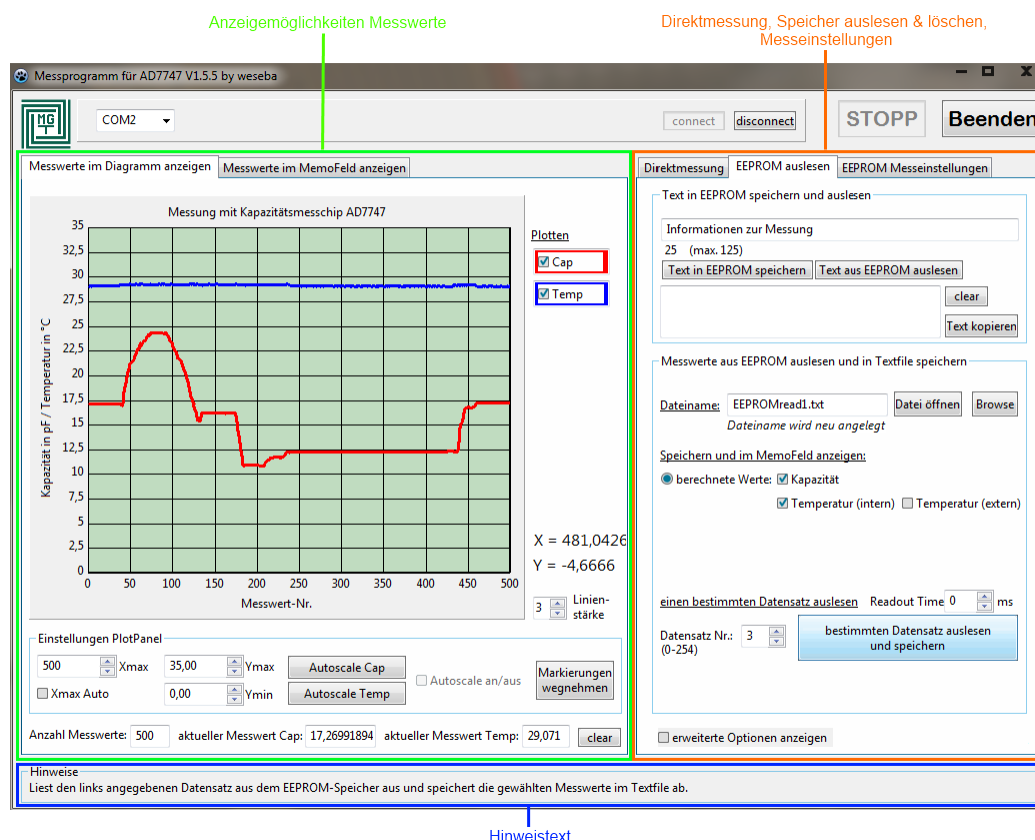 Anzeigemöglichkeiten Messwerte
Direktmessung, Speicher auslesen & löschen,
Messeinstellungen
Messprogramm für AD7747 V1.5.5 by weseba
MGT
COM2
connect
disconnect
STOPP
Beenden
Messwerte im Diagramm anzeigen
Messwerte im MemoFeld anzeigen
Messung mit Kapazitätsmesschip AD7747
Kapazität in pF / Temperatur in °C
35
32,5
30
27,5
25
22,5
20
17,5
15
12,5
10
7,5
5
2,5
0
0 50 100 150 200 250 300 350 400 450 500
Messwert-Nr.
Plotten
Cap
Temp
X = 481,0426
Y = -4,6666
3 Linien-
stärke
Einstellungen PlotPanel
500 Xmax 35,00 Ymax Autoscale Cap
Xmax Auto 0,00 Ymin Autoscale Temp
Autoscale an/aus
Markierungen
wegnehmen
Anzahl Messwerte: 500 aktueller Messwert Cap: 17,26991894 aktueller Messwert Temp: 29,071 clear
Direktmessung
EEPROM auslesen
EEPROM Messeinstellungen
Text in EEPROM speichern und auslesen
Informationen zur Messung
25 (max. 125)
Text in EEPROM speichern Text aus EEPROM auslesen
clear
Text kopieren
Messwerte aus EEPROM auslesen und in Textfile speichern
Dateiname: EEPROMread1.txt Datei öffnen Browse
Dateiname wird neu angelegt
Speichern und im MemoFeld anzeigen:
berechnete Werte: Kapazität
Temperatur (intern) Temperatur (extern)
einen bestimmten Datensatz auslesen Readout Time 0 ms
Datensatz Nr.: 3
(0-254)
bestimmten Datensatz auslesen
und speichern
erweiterte Optionen anzeigen
Hinweise
Liest den links angegebenen Datensatz aus dem EEPROM-Speicher aus und speichert die gewählten Messwerte im Textfile ab.
Hinweistext